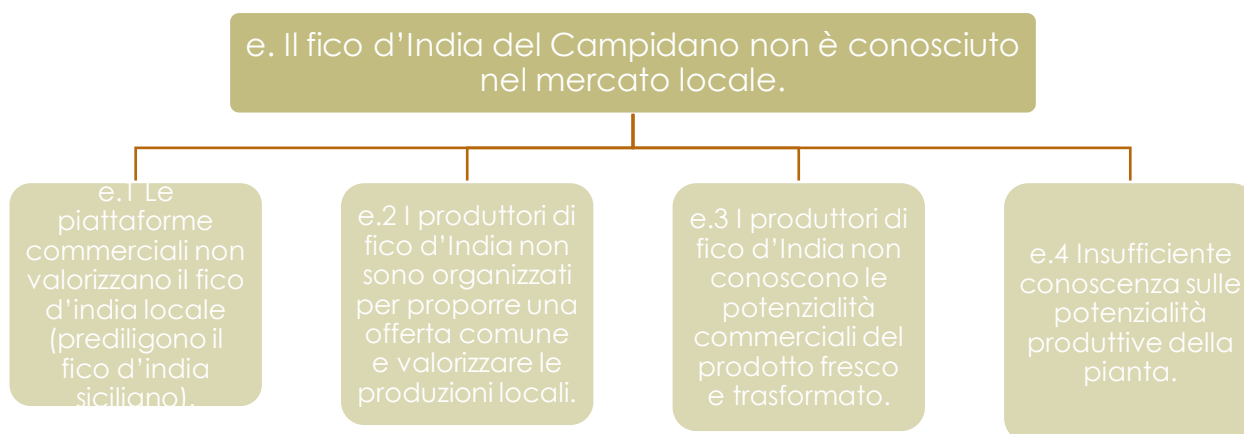 e. Il fico d’India del Campidano non è conosciuto
nel mercato locale.
e.1 Le
piattaforme
commerciali non
valorizzano il fico
d’india locale
(prediligono il
fico d’india
siciliano).
e.2 I produttori di
fico d’India non
sono organizzati
per proporre una
offerta comune
e valorizzare le
produzioni locali.
e.3 I produttori di
fico d’India non
conoscono le
potenzialità
commerciali del
prodotto fresco
e trasformato.
e.4 Insufficiente
conoscenza sulle
potenzialità
produttive della
pianta.